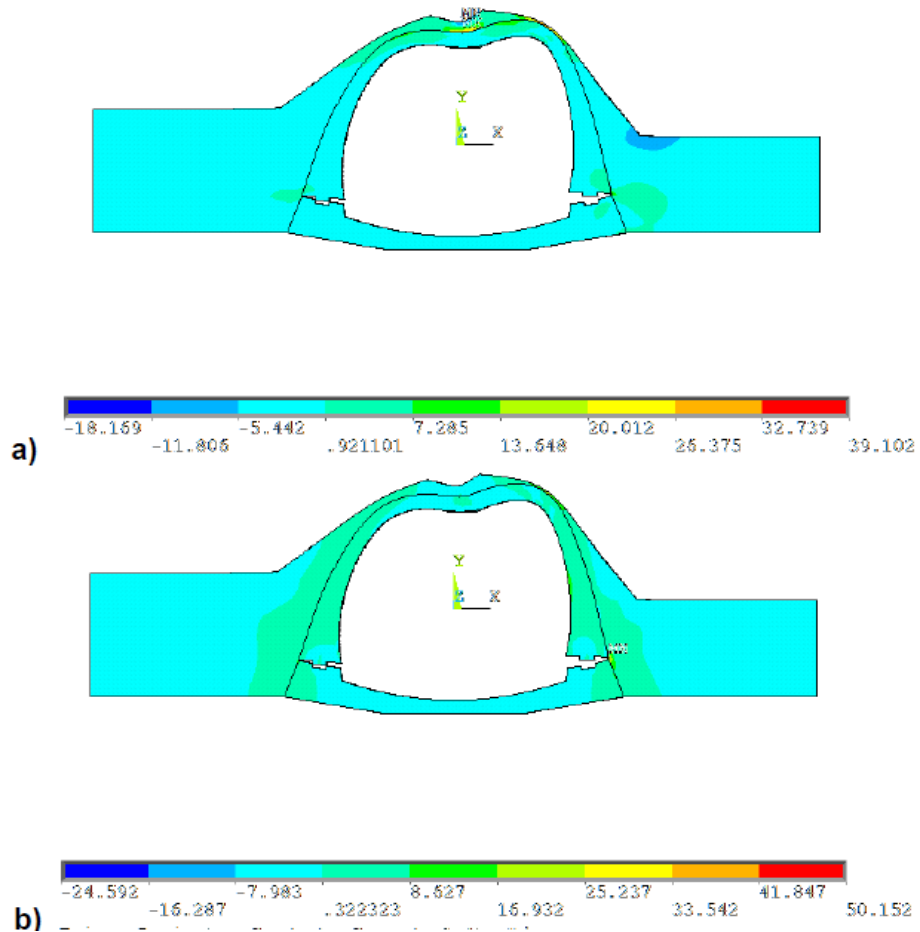 Y
Z X
-18.159 -5.442 7.285 20.012 32.739
-11.806 .921101 13.648 26.375 39.102
a)
Y
Z X
-24.592 -7.983 8.627 25.237 41.847
-16.287 .322323 16.932 33.542 50.152
b)